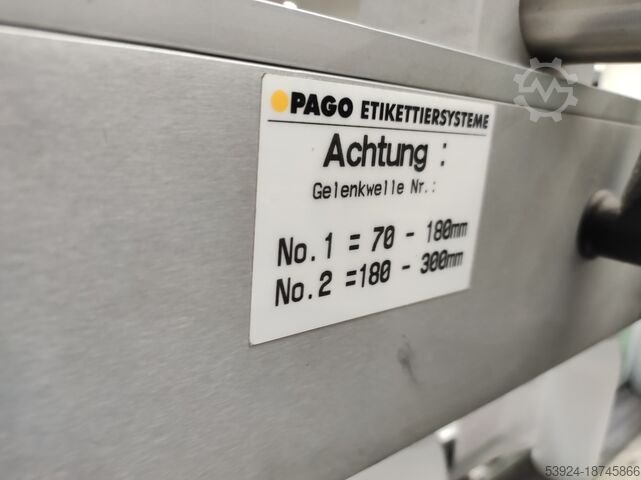 PAGO ETIKETTIERSYSTEME
Achtung :
Gelenkwelle Nr.:
No.1 = 70 - 180mm
No.2 =180 - 300mm
53924-18745866